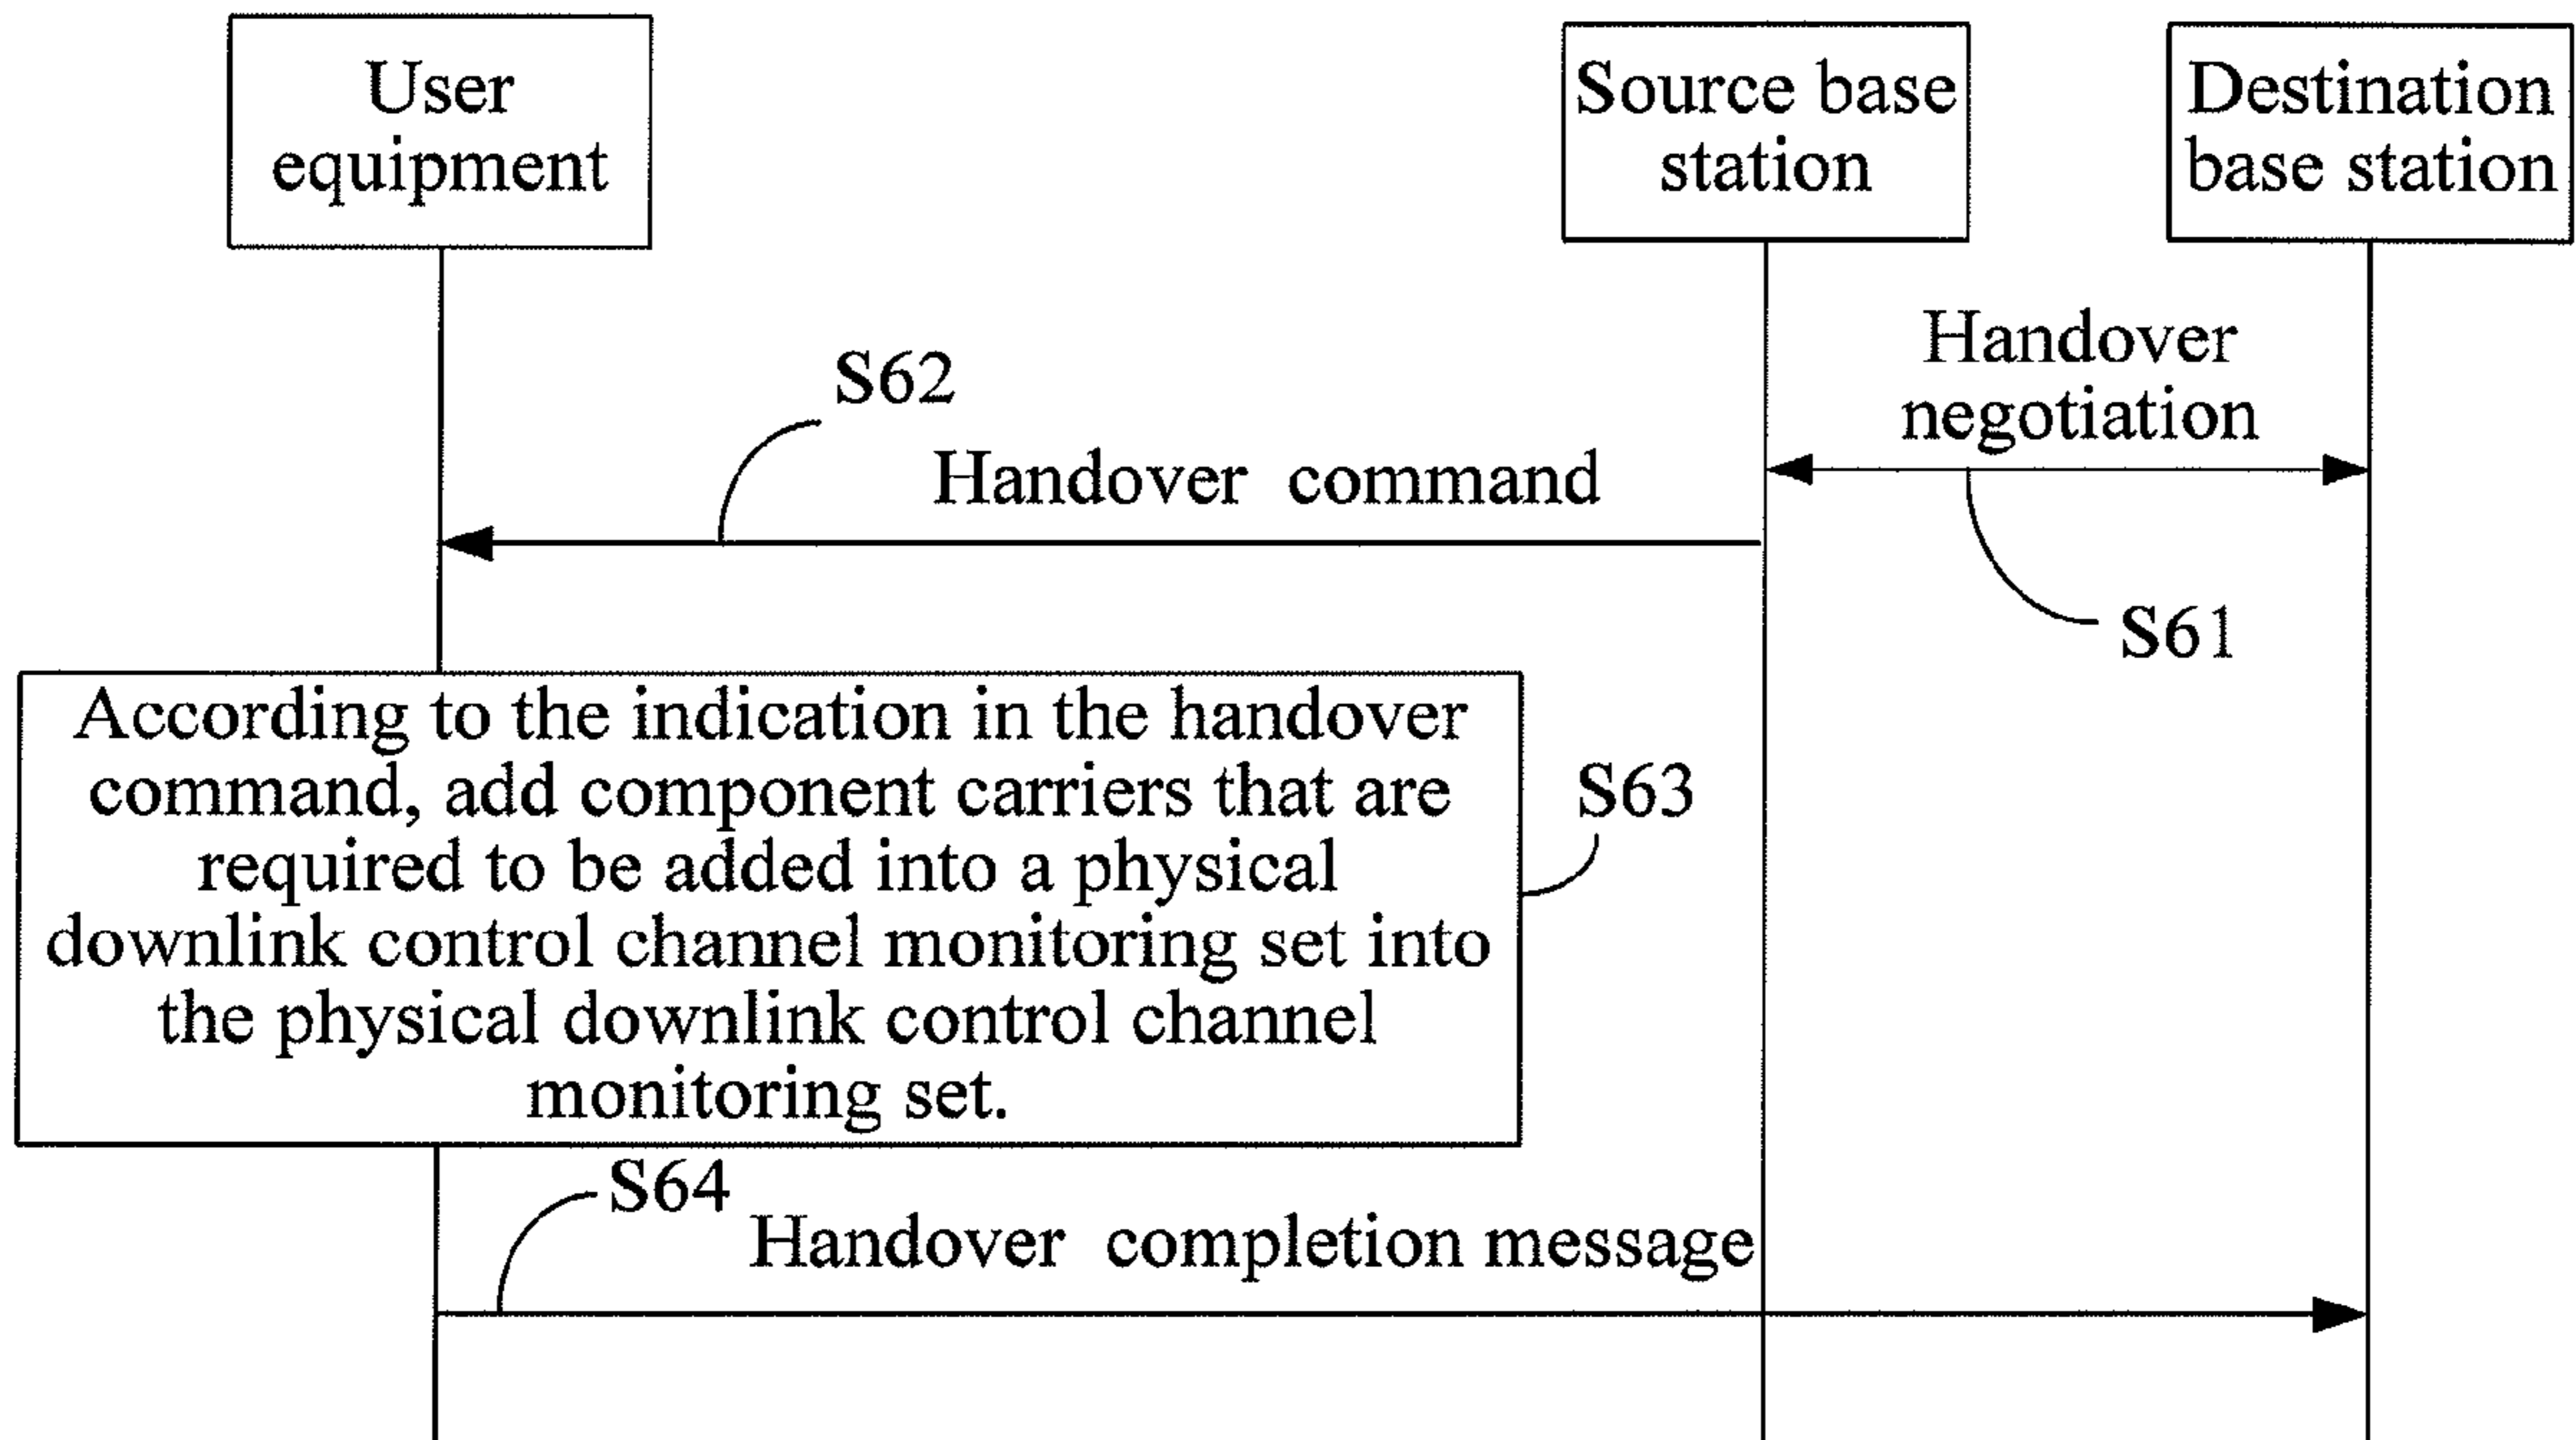 User
equipment
Source base
station
Destination
base station
Handover
negotiation
S62
Handover command
S61
According to the indication in the handover
command, add component carriers that are
required to be added into a physical
downlink control channel monitoring set into
the physical downlink control channel
monitoring set.
S63
S64
Handover completion message